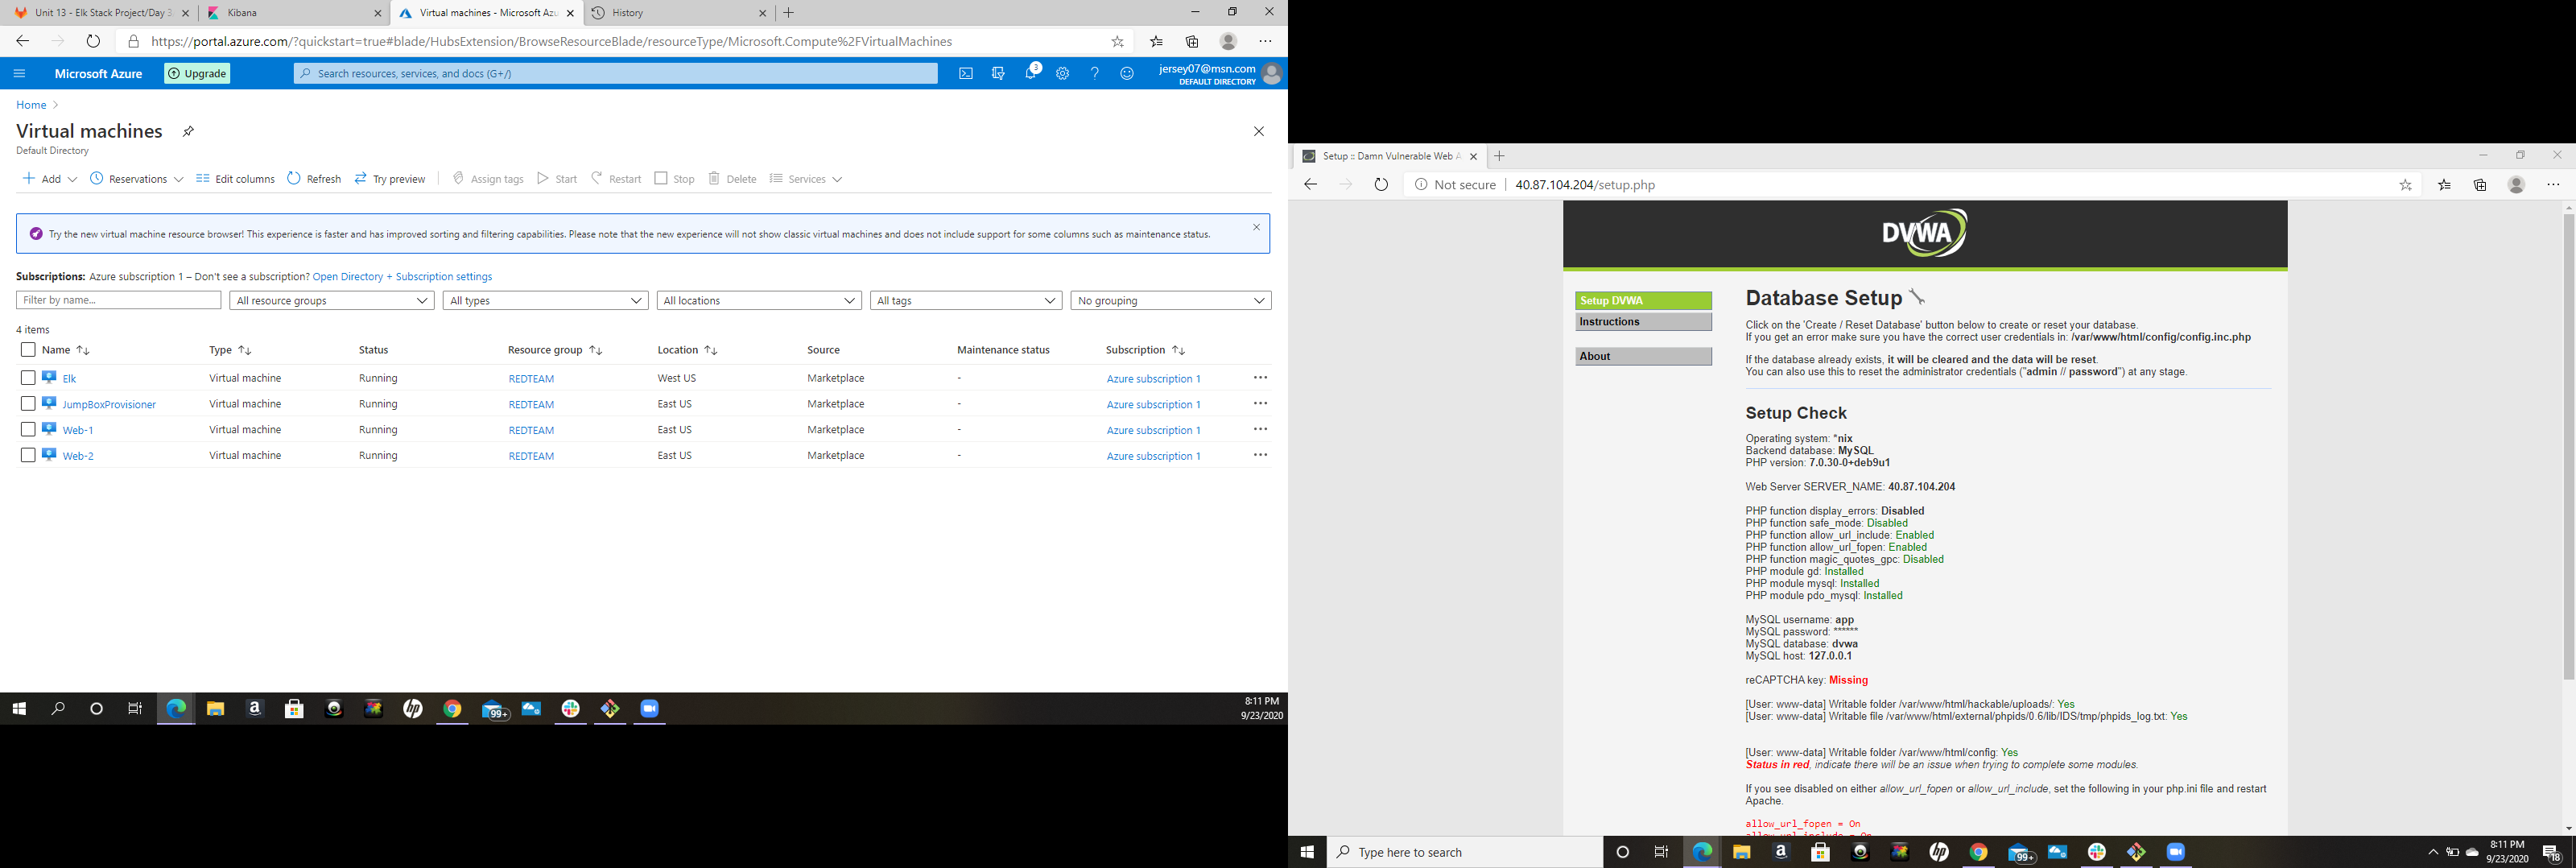 Unit 13 - Elk Stack Project/Day 3
Kibana
Virtual machines - Microsoft Azu
History
https://portal.azure.com/?quickstart=true#blade/HubsExtension/BrowseResourceBlade/resourceType/Microsoft.Compute%2FVirtualMachines
Microsoft Azure
Upgrade
Search resources, services, and docs (G+/)
3
jersey07@msn.com
DEFAULT DIRECTORY
Home >
Virtual machines
Default Directory
Add Reservations Edit columns Refresh Try preview Assign tags Start Restart Stop Delete Services
Try the new virtual machine resource browser! This experience is faster and has improved sorting and filtering capabilities. Please note that the new experience will not show classic virtual machines and does not include support for some columns such as maintenance status.
Subscriptions: Azure subscription 1 – Don't see a subscription? Open Directory + Subscription settings
Filter by name... All resource groups All types All locations All tags No grouping
4 items
Name Type Status Resource group Location Source Maintenance status Subscription
Elk Virtual machine Running REDTEAM West US Marketplace - Azure subscription 1
JumpBoxProvisioner Virtual machine Running REDTEAM East US Marketplace - Azure subscription 1
Web-1 Virtual machine Running REDTEAM East US Marketplace - Azure subscription 1
Web-2 Virtual machine Running REDTEAM East US Marketplace - Azure subscription 1
99+
8:11 PM
9/23/2020
Setup :: Damn Vulnerable Web A
Not secure | 40.87.104.204/setup.php
DVWA
Setup DVWA
Instructions
About
Database Setup
Click on the 'Create / Reset Database' button below to create or reset your database.
If you get an error make sure you have the correct user credentials in: /var/www/html/config/config.inc.php
If the database already exists, it will be cleared and the data will be reset.
You can also use this to reset the administrator credentials ("admin // password") at any stage.
Setup Check
Operating system: *nix
Backend database: MySQL
PHP version: 7.0.30-0+deb9u1
Web Server SERVER_NAME: 40.87.104.204
PHP function display_errors: Disabled
PHP function safe_mode: Disabled
PHP function allow_url_include: Enabled
PHP function allow_url_fopen: Enabled
PHP function magic_quotes_gpc: Disabled
PHP module gd: Installed
PHP module mysql: Installed
PHP module pdo_mysql: Installed
MySQL username: app
MySQL password: ******
MySQL database: dvwa
MySQL host: 127.0.0.1
reCAPTCHA key: Missing
[User: www-data] Writable folder /var/www/html/hackable/uploads/: Yes
[User: www-data] Writable file /var/www/html/external/phpids/0.6/lib/IDS/tmp/phpids_log.txt: Yes
[User: www-data] Writable folder /var/www/html/config: Yes
Status in red, indicate there will be an issue when trying to complete some modules.
If you see disabled on either allow_url_fopen or allow_url_include, set the following in your php.ini file and restart
Apache.
allow_url_fopen = On
allow_url_include = On
Type here to search
99+
8:11 PM
9/23/2020
18